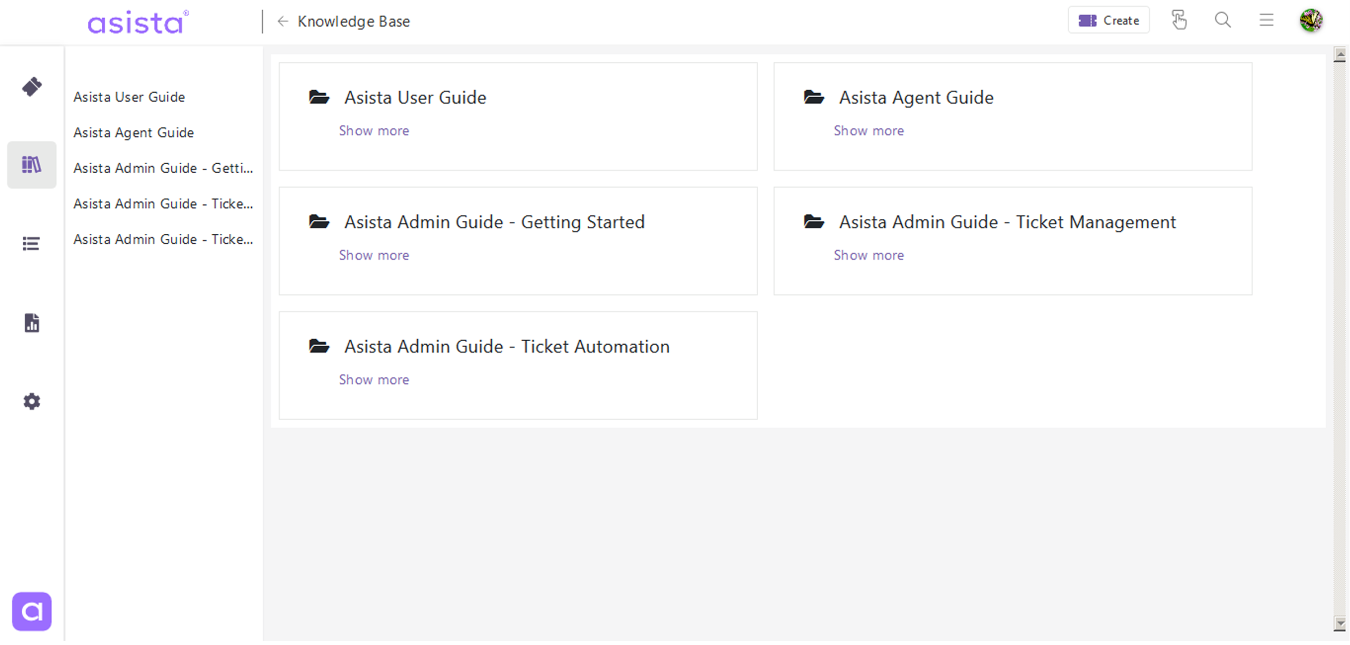 asista®
Knowledge Base
Create
Asista User Guide
Asista Agent Guide
Asista Admin Guide - Getti...
Asista Admin Guide - Ticke...
Asista Admin Guide - Ticke...
Asista User Guide
Show more
Asista Agent Guide
Show more
Asista Admin Guide - Getting Started
Show more
Asista Admin Guide - Ticket Management
Show more
Asista Admin Guide - Ticket Automation
Show more
a